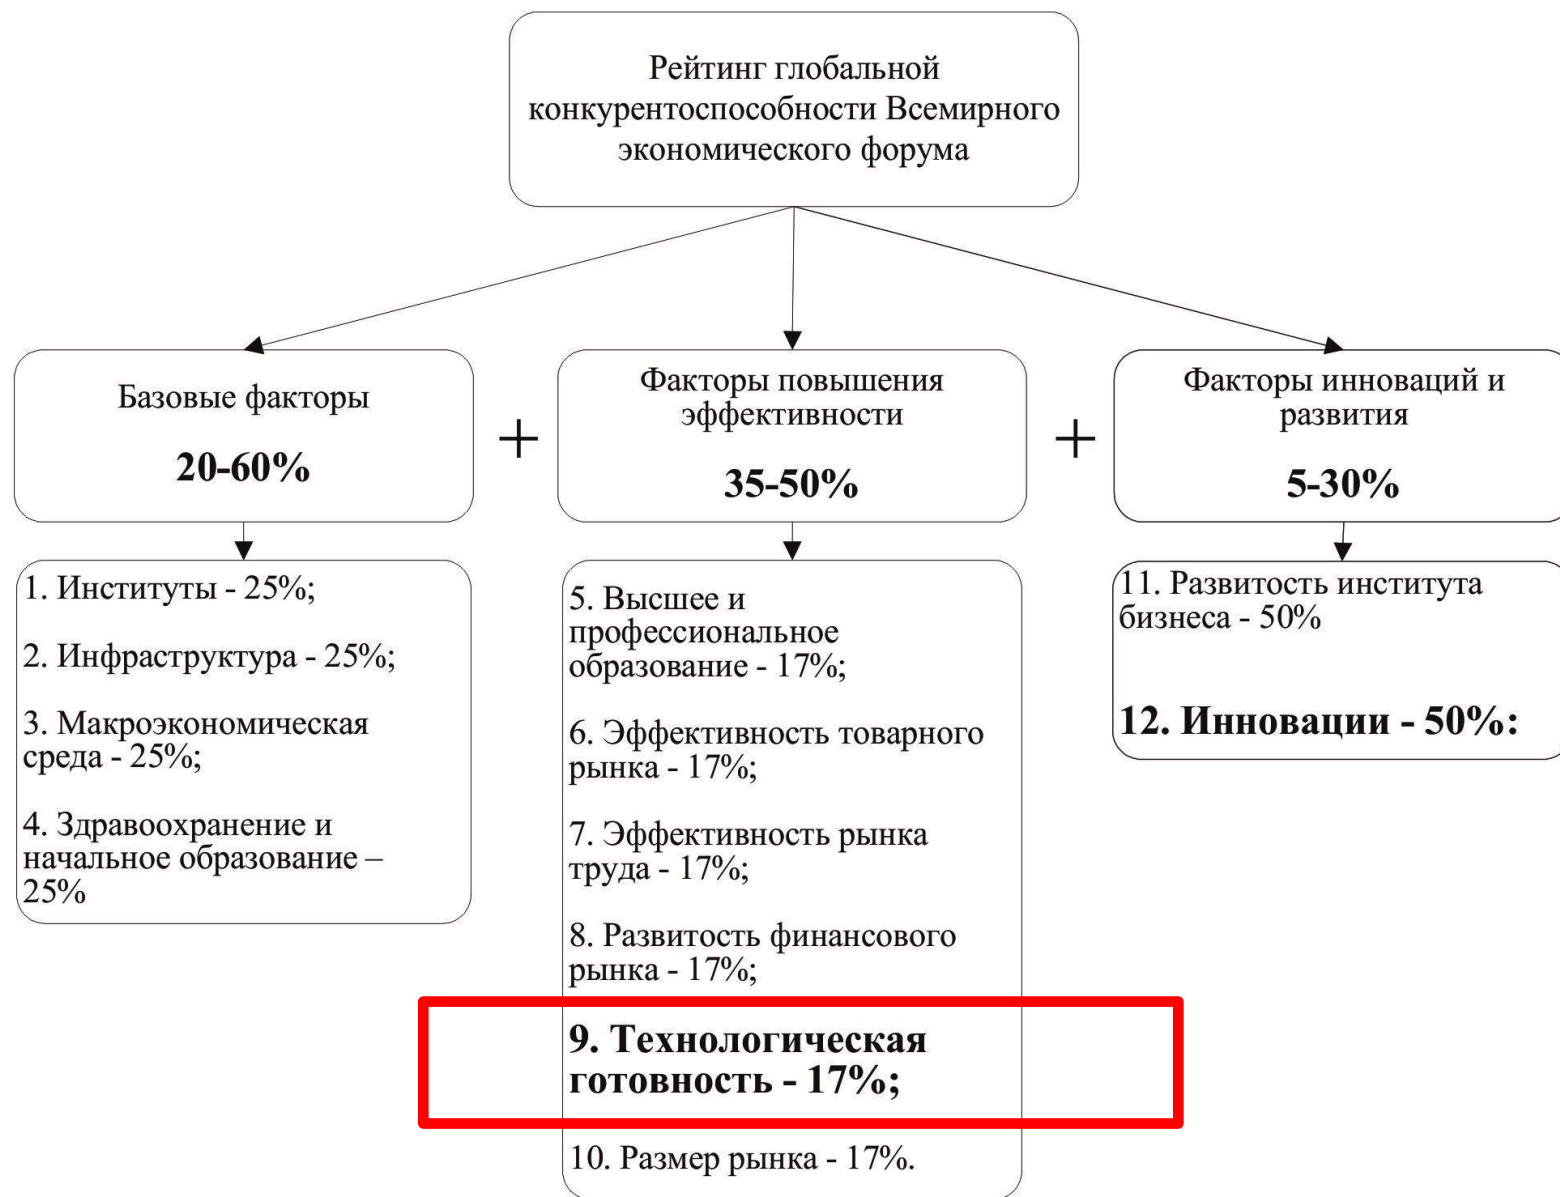 Рейтинг глобальной
конкурентоспособности Всемирного
экономического форума
Базовые факторы
20-60%
+
Факторы повышения
эффективности
35-50%
+
Факторы инноваций и
развития
5-30%
1. Институты - 25%;
2. Инфраструктура - 25%;
3. Макроэкономическая
среда - 25%;
4. Здравоохранение и
начальное образование –
25%
5. Высшее и
профессиональное
образование - 17%;
6. Эффективность товарного
рынка - 17%;
7. Эффективность рынка
труда - 17%;
8. Развитость финансового
рынка - 17%;
9. Технологическая
готовность - 17%;
10. Размер рынка - 17%.
11. Развитость института
бизнеса - 50%
12. Инновации - 50%: